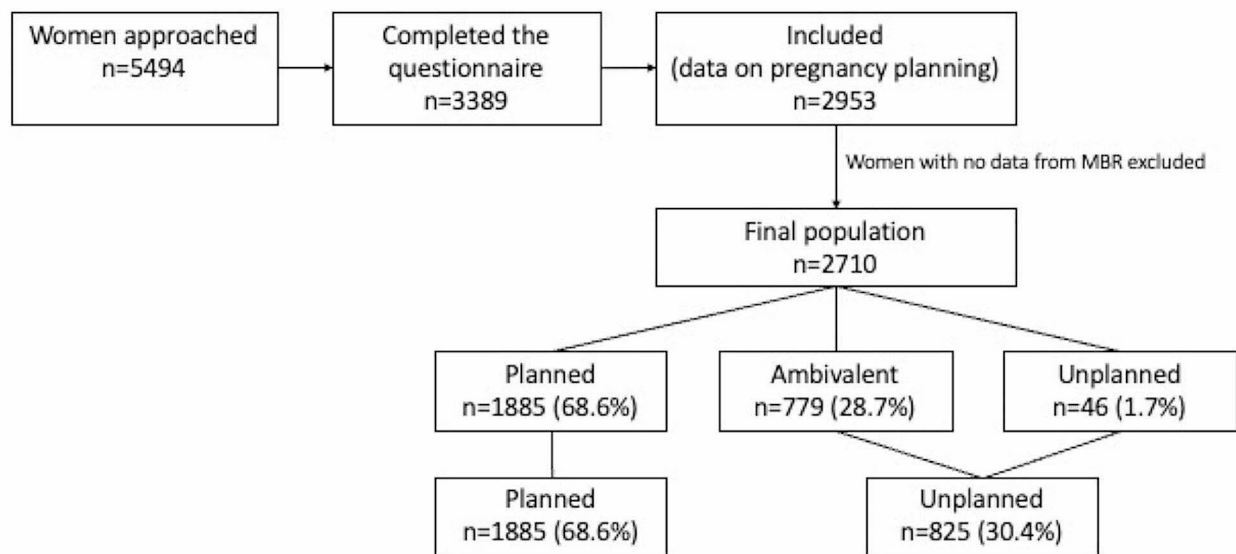 Women approached
n=5494
Completed the
questionnaire
n=3389
Included
(data on pregnancy planning)
n=2953
Women with no data from MBR excluded
Final population
n=2710
Planned
n=1885 (68.6%)
Ambivalent
n=779 (28.7%)
Unplanned
n=46 (1.7%)
Planned
n=1885 (68.6%)
Unplanned
n=825 (30.4%)